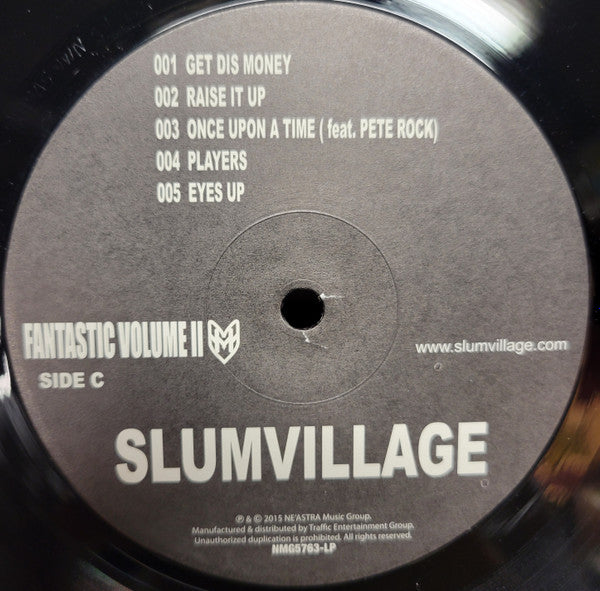 001 GET DIS MONEY
002 RAISE IT UP
003 ONCE UPON A TIME ( feat. PETE ROCK)
004 PLAYERS
005 EYES UP
FANTASTIC VOLUME II
www.slumvillage.com
SIDE C
SLUMVILLAGE
℗ & © 2015 NE'ASTRA Music Group.
Manufactured & distributed by Traffic Entertainment Group.
Unauthorized duplication is prohibited. All rights reserved.
NMG5763-LP